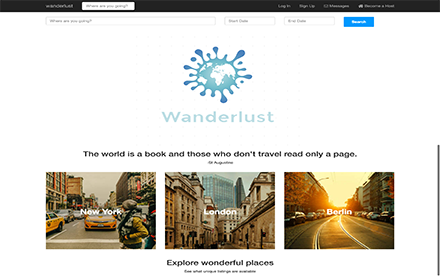 wanderlust Where are you going? Log In Sign Up Messages Become a Host
Where are you going? Start Date End Date Search
Wanderlust
The world is a book and those who don't travel read only a page.
St Augustine
New York London Berlin
Explore wonderful places
See what unique listings are available